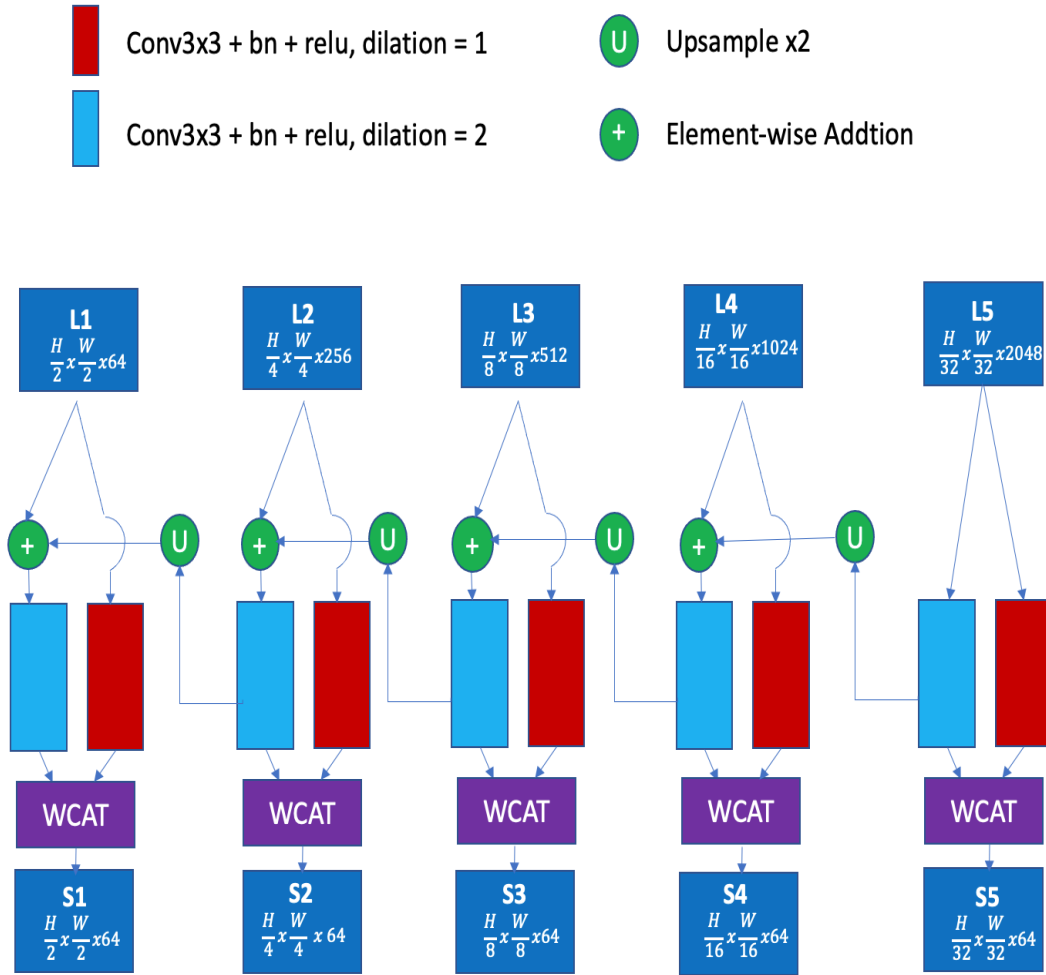 Conv3x3 + bn + relu, dilation = 1
U
Upsample x2
Conv3x3 + bn + relu, dilation = 2
+
Element-wise Addtion
L1
H/2 x W/2 x64
L2
H/4 x W/4 x256
L3
H/8 x W/8 x512
L4
H/16 x W/16 x1024
L5
H/32 x W/32 x2048
+
U
+
U
+
U
+
U
WCAT
WCAT
WCAT
WCAT
WCAT
S1
H/2 x W/2 x64
S2
H/4 x W/4 x 64
S3
H/8 x W/8 x64
S4
H/16 x W/16 x64
S5
H/32 x W/32 x64